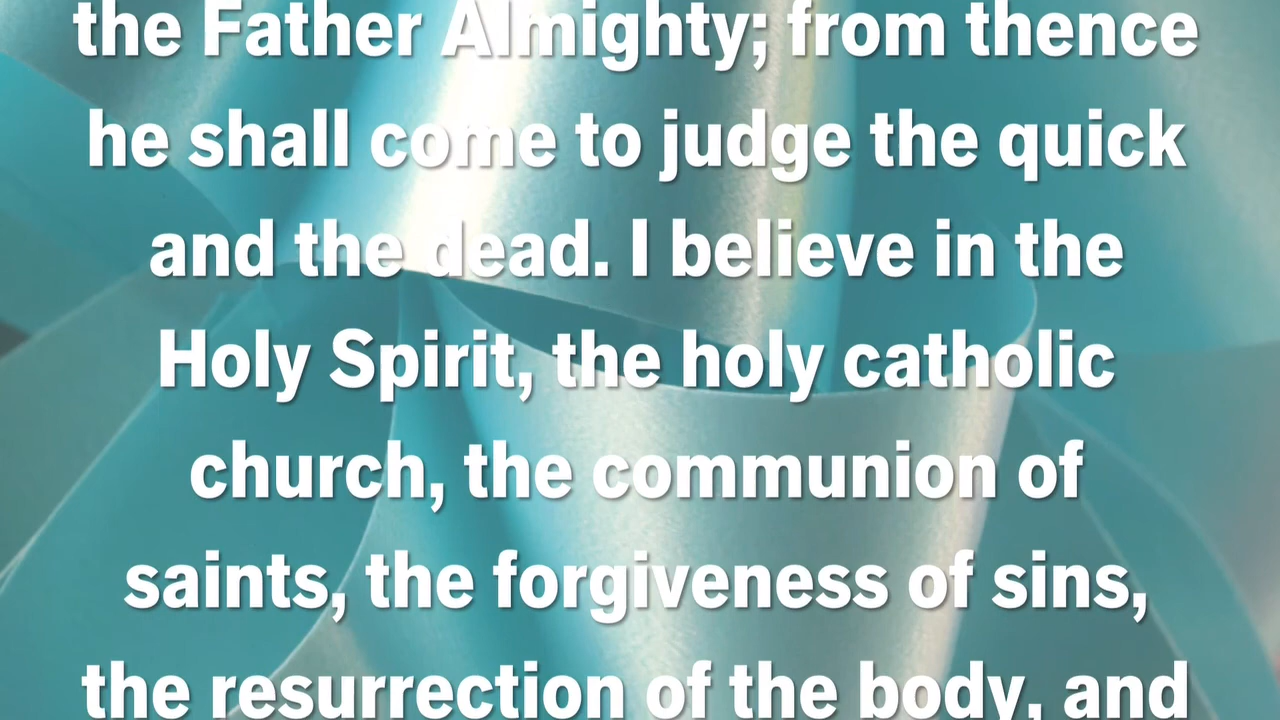 the Father Almighty; from thence
he shall come to judge the quick
and the dead. I believe in the
Holy Spirit, the holy catholic
church, the communion of
saints, the forgiveness of sins,
the resurrection of the body, and